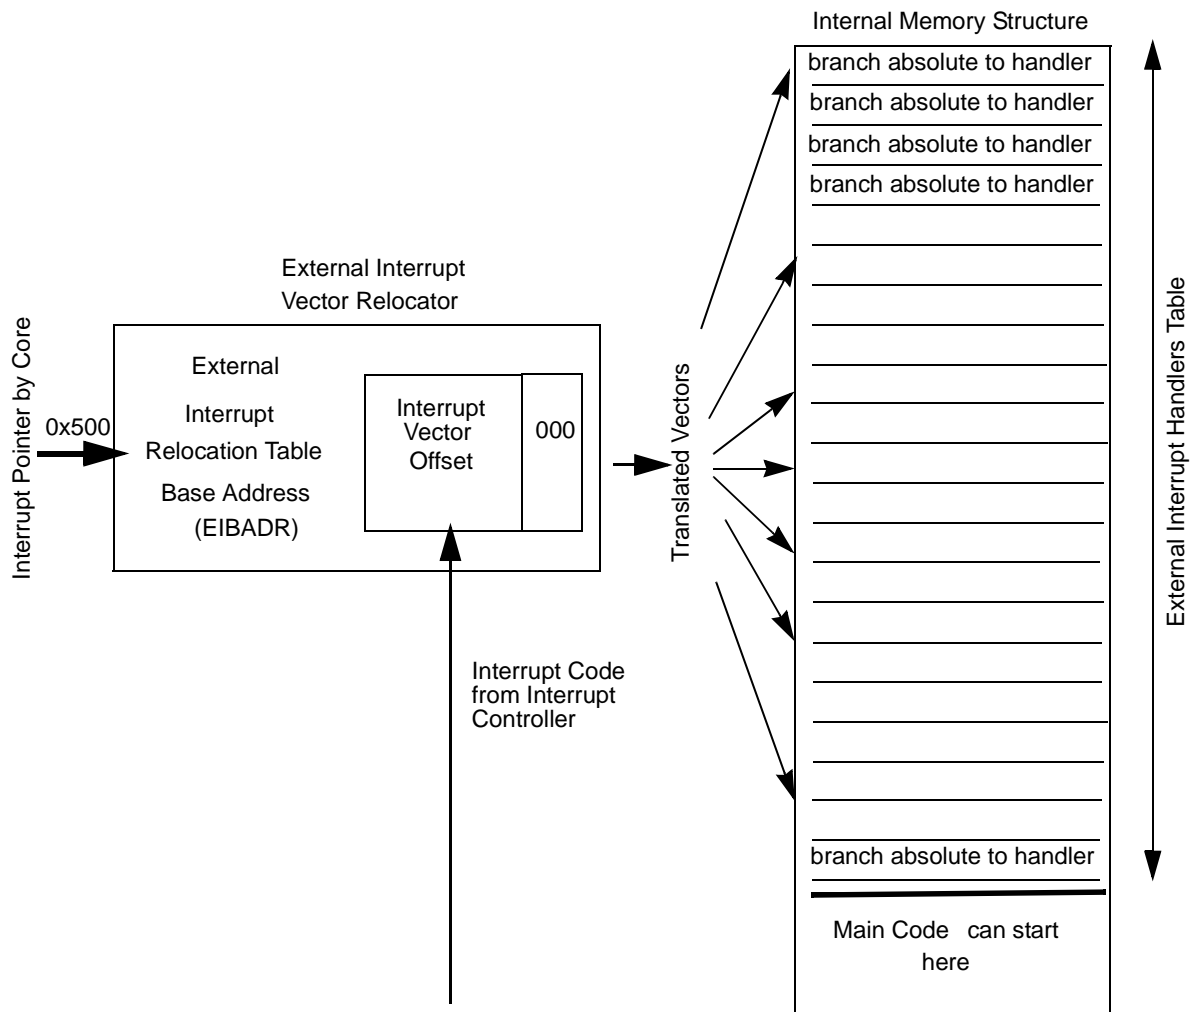 Internal Memory Structure
branch absolute to handler
branch absolute to handler
branch absolute to handler
branch absolute to handler
External Interrupt
Vector Relocator
Interrupt Pointer by Core
0x500
External
Interrupt
Relocation Table
Base Address
(EIBADR)
Interrupt
Vector
Offset
000
Translated Vectors
External Interrupt Handlers Table
Interrupt Code
from Interrupt
Controller
branch absolute to handler
Main Code can start
here